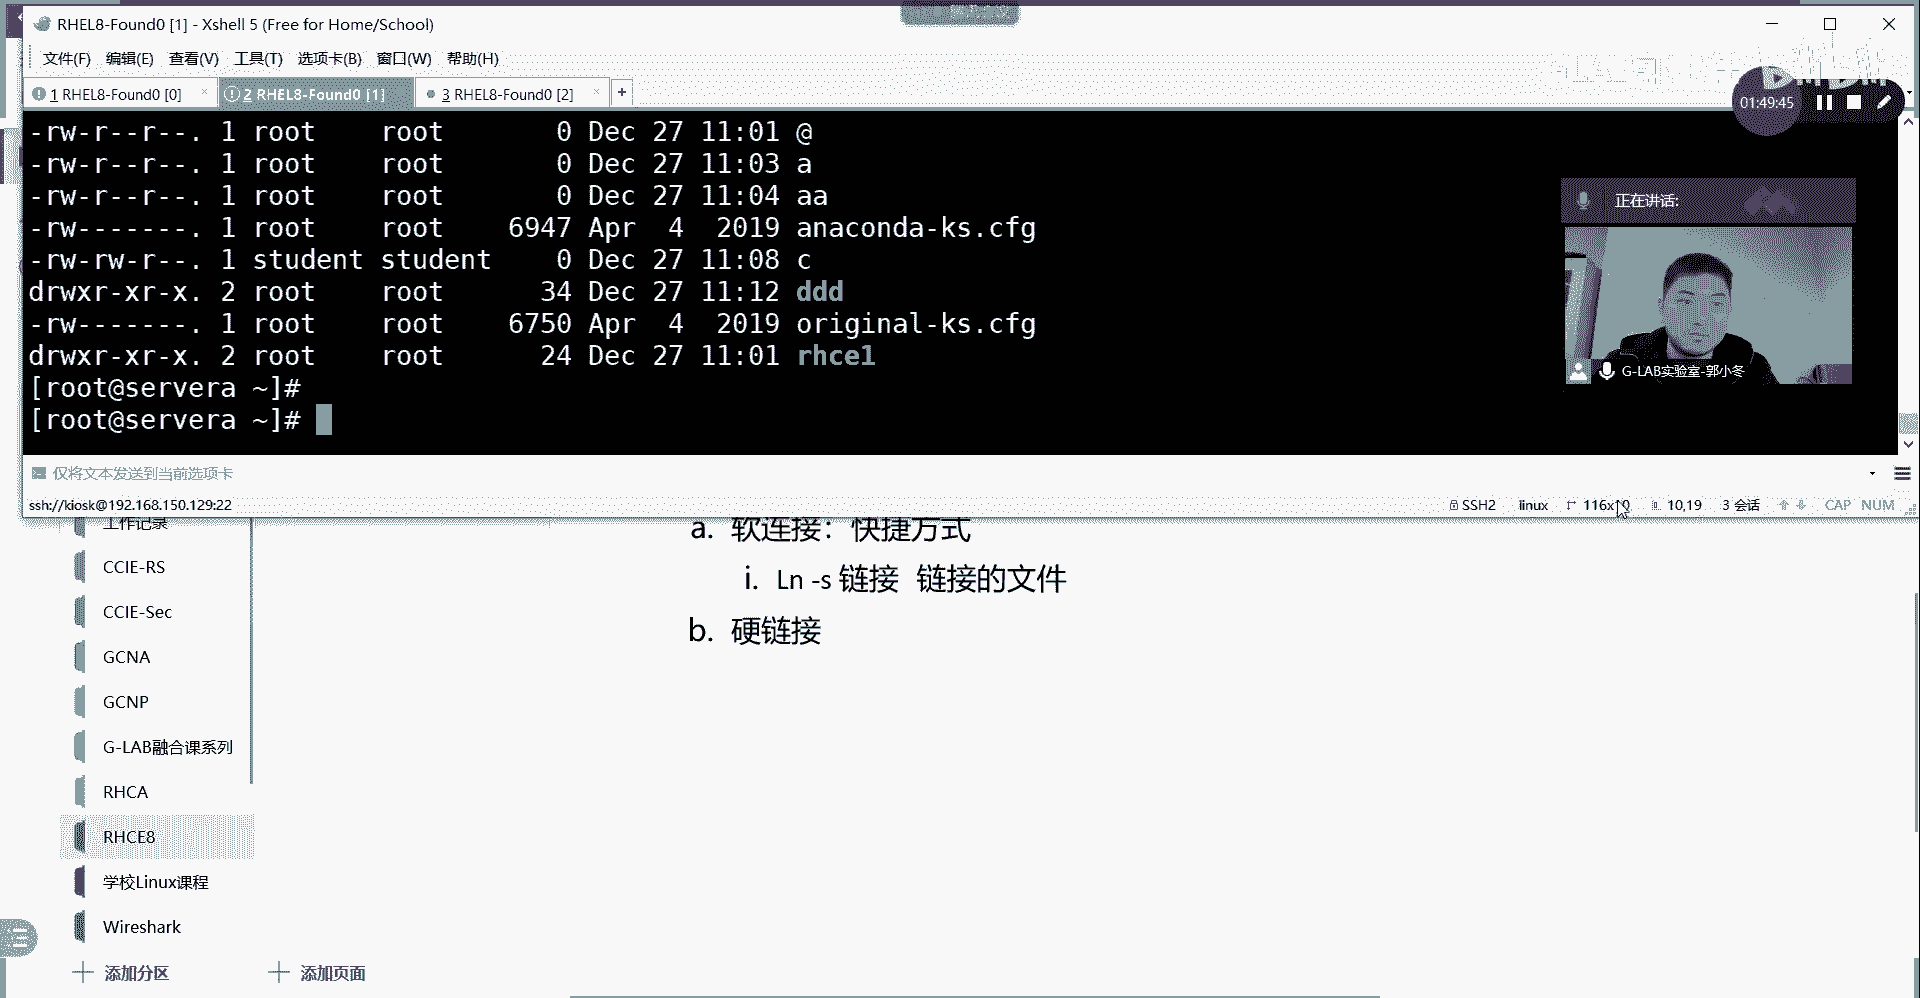 RHEL8-Found0 [1] - Xshell 5 (Free for Home/School)
文件(F) 编辑(E) 查看(V) 工具(T) 选项卡(B) 窗口(W) 帮助(H)
1 RHEL8-Found0 [0] × 2 RHEL8-Found0 [1] 3 RHEL8-Found0 [2] × +
01:49:45
-rw-r--r--. 1 root root 0 Dec 27 11:01 @
-rw-r--r--. 1 root root 0 Dec 27 11:03 a
-rw-r--r--. 1 root root 0 Dec 27 11:04 aa
-rw-------. 1 root root 6947 Apr 4 2019 anaconda-ks.cfg
-rw-rw-r--. 1 student student 0 Dec 27 11:08 c
drwxr-xr-x. 2 root root 34 Dec 27 11:12 ddd
-rw-------. 1 root root 6750 Apr 4 2019 original-ks.cfg
drwxr-xr-x. 2 root root 24 Dec 27 11:01 rhce1
[root@servera ~]#
[root@servera ~]#
正在讲话:
G-LAB实验室-郭小冬
仅将文本发送到当前选项卡
ssh://kiosk@192.168.150.129:22 SSH2 linux 10,19 3 会话 CAP NUM
工作记录
CCIE-RS
CCIE-Sec
GCNA
GCNP
G-LAB融合课系列
RHCA
RHCE8
学校Linux课程
Wireshark
添加分区 添加页面
a. 软连接：快捷方式
i. Ln -s 链接 链接的文件
b. 硬链接